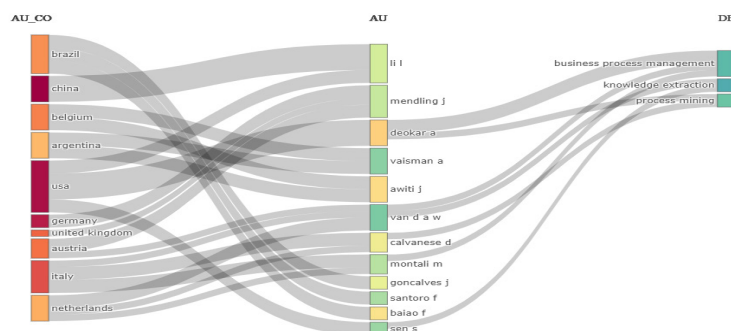 AU_CO
AU
DE
brazil
china
belgium
argentina
usa
germany
united kingdom
austria
italy
netherlands
li l
mendling j
deokar a
vaisman a
awiti j
van d a w
calvanese d
montali m
goncalves j
santoro f
baiao f
sen s
business process management
knowledge extraction
process mining